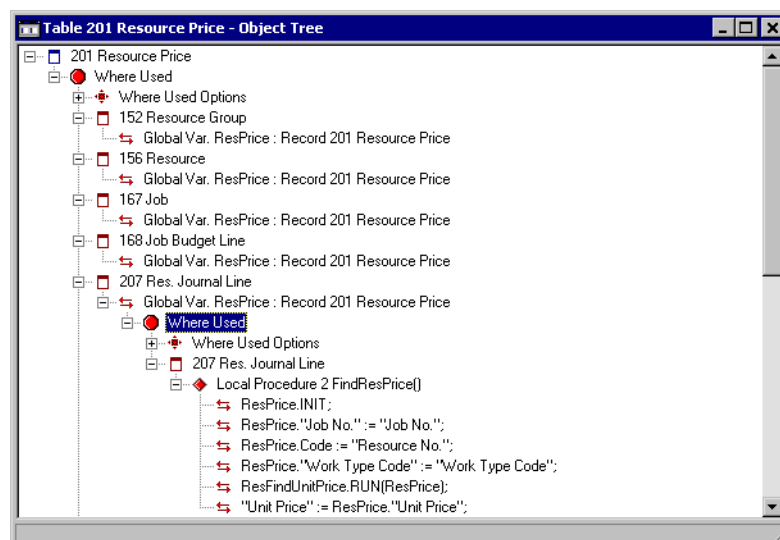 Table 201 Resource Price - Object Tree
201 Resource Price
Where Used
Where Used Options
152 Resource Group
Global Var. ResPrice : Record 201 Resource Price
156 Resource
Global Var. ResPrice : Record 201 Resource Price
167 Job
Global Var. ResPrice : Record 201 Resource Price
168 Job Budget Line
Global Var. ResPrice : Record 201 Resource Price
207 Res. Journal Line
Global Var. ResPrice : Record 201 Resource Price
Where Used
Where Used Options
207 Res. Journal Line
Local Procedure 2 FindResPrice()
ResPrice.INIT;
ResPrice."Job No." := "Job No.";
ResPrice.Code := "Resource No.";
ResPrice."Work Type Code" := "Work Type Code";
ResFindUnitPrice.RUN(ResPrice);
"Unit Price" := ResPrice."Unit Price";